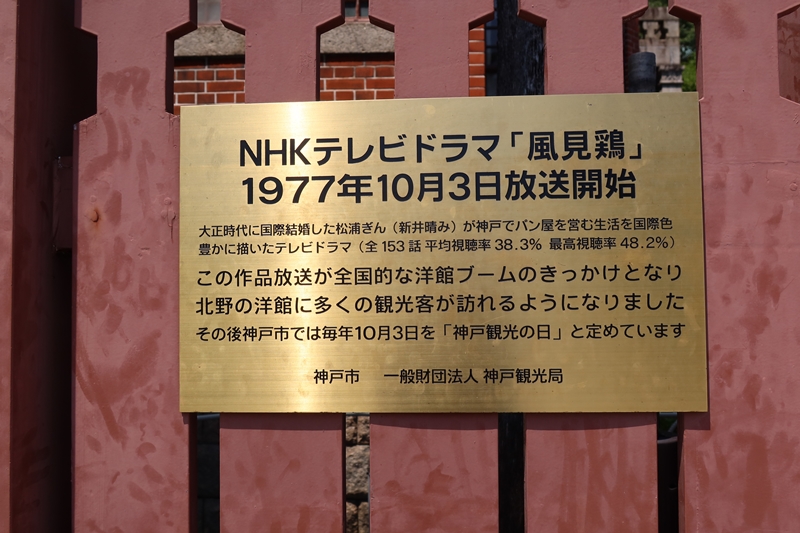 NHKテレビドラマ「風見鶏」
1977年10月3日放送開始
大正時代に国際結婚した松浦ぎん（新井晴み）が神戸でパン屋を営む生活を国際色
豊かに描いたテレビドラマ（全153話 平均視聴率38.3% 最高視聴率48.2%）
この作品放送が全国的な洋館ブームのきっかけとなり
北野の洋館に多くの観光客が訪れるようになりました
その後神戸市では毎年10月3日を「神戸観光の日」と定めています
神戸市 一般財団法人 神戸観光局